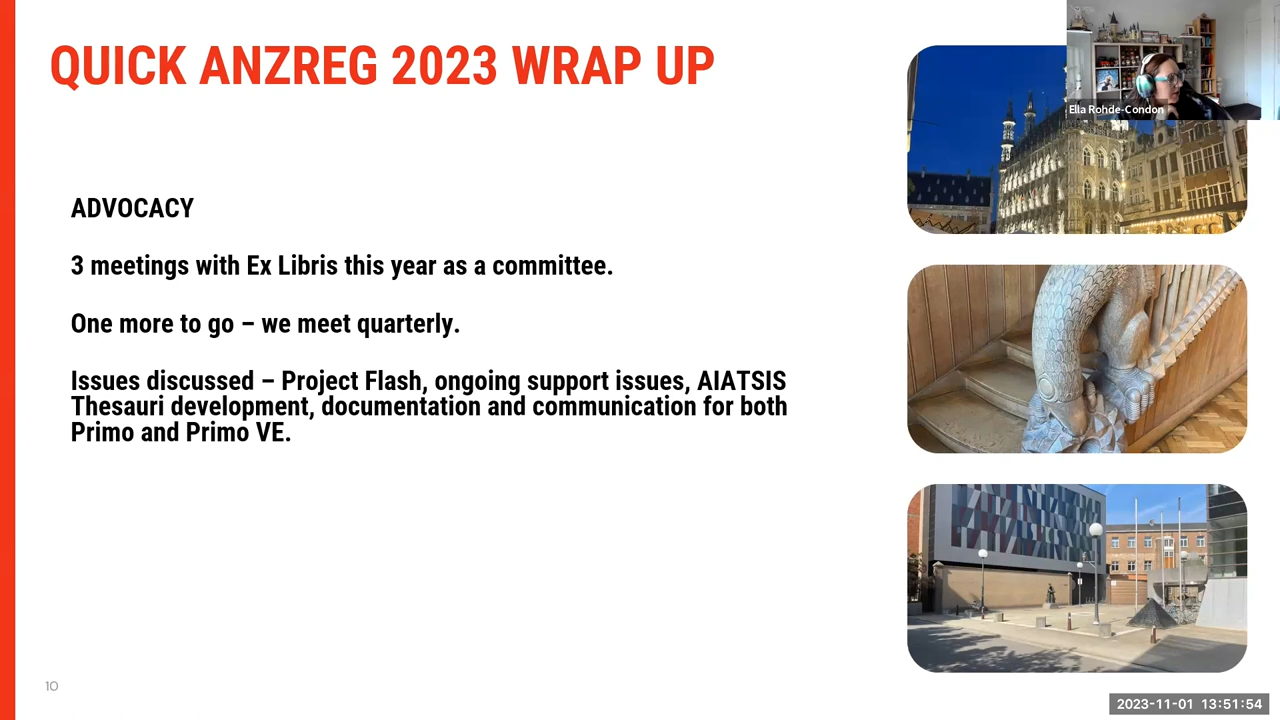 QUICK ANZREG 2023 WRAP UP
Ella Rohde-Condon
ADVOCACY
3 meetings with Ex Libris this year as a committee.
One more to go – we meet quarterly.
Issues discussed – Project Flash, ongoing support issues, AIATSIS
Thesauri development, documentation and communication for both
Primo and Primo VE.
10
2023-11-01 13:51:54